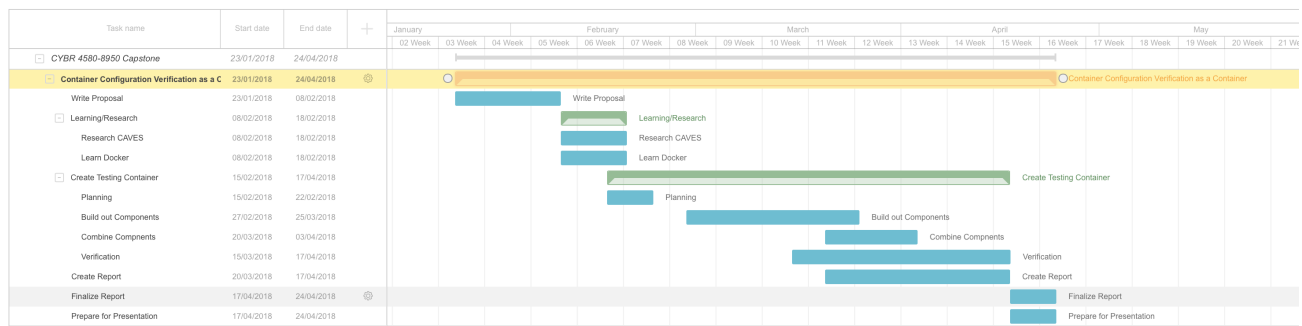 Task name Start date End date January February March April May
02 Week 03 Week 04 Week 05 Week 06 Week 07 Week 08 Week 09 Week 10 Week 11 Week 12 Week 13 Week 14 Week 15 Week 16 Week 17 Week 18 Week 19 Week 20 Week 21 We
CYBR 4580-8950 Capstone 23/01/2018 24/04/2018
Container Configuration Verification as a C 23/01/2018 24/04/2018 Container Configuration Verification as a Container
Write Proposal 23/01/2018 08/02/2018 Write Proposal
Learning/Research 08/02/2018 18/02/2018 Learning/Research
Research CAVES 08/02/2018 18/02/2018 Research CAVES
Learn Docker 08/02/2018 18/02/2018 Learn Docker
Create Testing Container 15/02/2018 17/04/2018 Create Testing Container
Planning 15/02/2018 22/02/2018 Planning
Build out Components 27/02/2018 25/03/2018 Build out Components
Combine Compnents 20/03/2018 03/04/2018 Combine Compnents
Verification 15/03/2018 17/04/2018 Verification
Create Report 20/03/2018 17/04/2018 Create Report
Finalize Report 17/04/2018 24/04/2018 Finalize Report
Prepare for Presentation 17/04/2018 24/04/2018 Prepare for Presentation